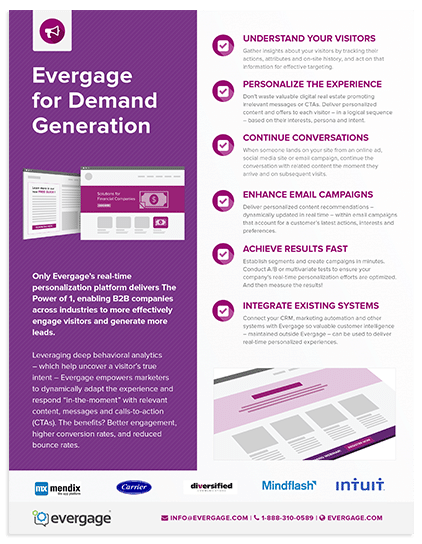 Evergage
for Demand
Generation
Solutions for
Financial Companies
Only Evergage's real-time
personalization platform delivers The
Power of 1, enabling B2B companies
across industries to more effectively
engage visitors and generate more
leads.
Leveraging deep behavioral analytics
– which help uncover a visitor's true
intent – Evergage empowers marketers
to dynamically adapt the experience and
respond "in-the-moment" with relevant
content, messages and calls-to-action
(CTAs). The benefits? Better engagement,
higher conversion rates, and reduced
bounce rates.
UNDERSTAND YOUR VISITORS
Gather insights about your visitors by tracking their
actions, attributes and on-site history, and act on that
information for effective targeting.
PERSONALIZE THE EXPERIENCE
Don't waste valuable digital real estate promoting
irrelevant messages or CTAs. Deliver personalized
content and offers to each visitor – in a logical sequence
– based on their interests, persona and intent.
CONTINUE CONVERSATIONS
When someone lands on your site from an online ad,
social media site or email campaign, continue the
conversation with related content the moment they
arrive and on subsequent visits.
ENHANCE EMAIL CAMPAIGNS
Deliver personalized content recommendations –
dynamically updated in real time – within email campaigns
that account for a customer's latest actions, interests and
preferences.
ACHIEVE RESULTS FAST
Establish segments and create campaigns in minutes.
Conduct A/B or multivariate tests to ensure your
company's real-time personalization efforts are optimized.
And then measure the results!
INTEGRATE EXISTING SYSTEMS
Connect your CRM, marketing automation and other
systems with Evergage so valuable customer intelligence
– maintained outside Evergage – can be used to deliver
real-time personalized experiences.
mx mendix
the app platform
Carrier
diversified
Mindflash
intuit
evergage
INFO@EVERGAGE.COM | 1-888-310-0589 | EVERGAGE.COM